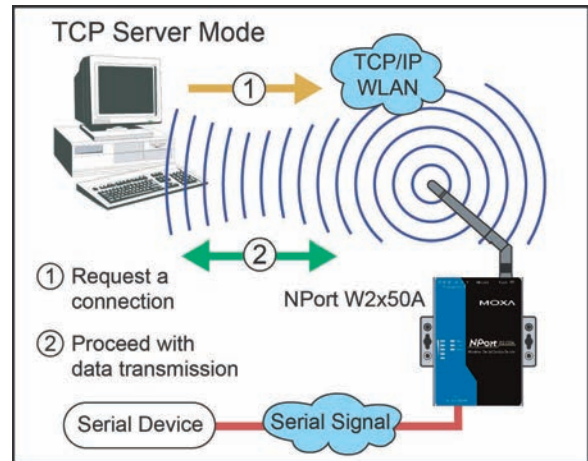 TCP Server Mode
TCP/IP
WLAN
1
2
1 Request a
connection
2 Proceed with
data transmission
NPort W2x50A
MOXA
NPort
Serial Device
Serial Signal